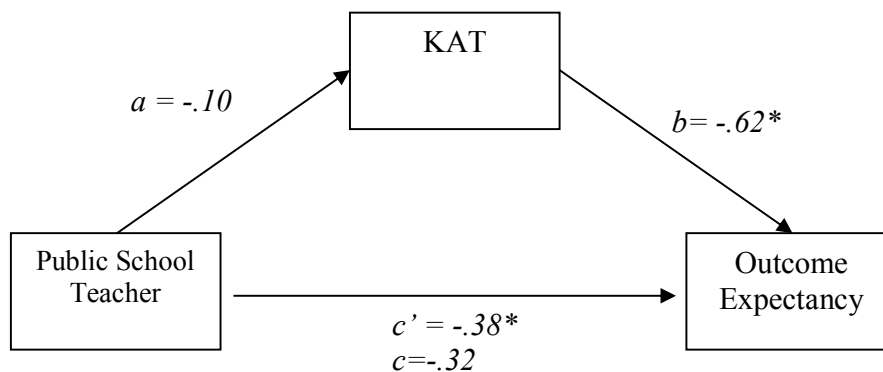 KAT
a = -.10
b= -.62*
Public School
Teacher
Outcome
Expectancy
c’ = -.38*
c=-.32